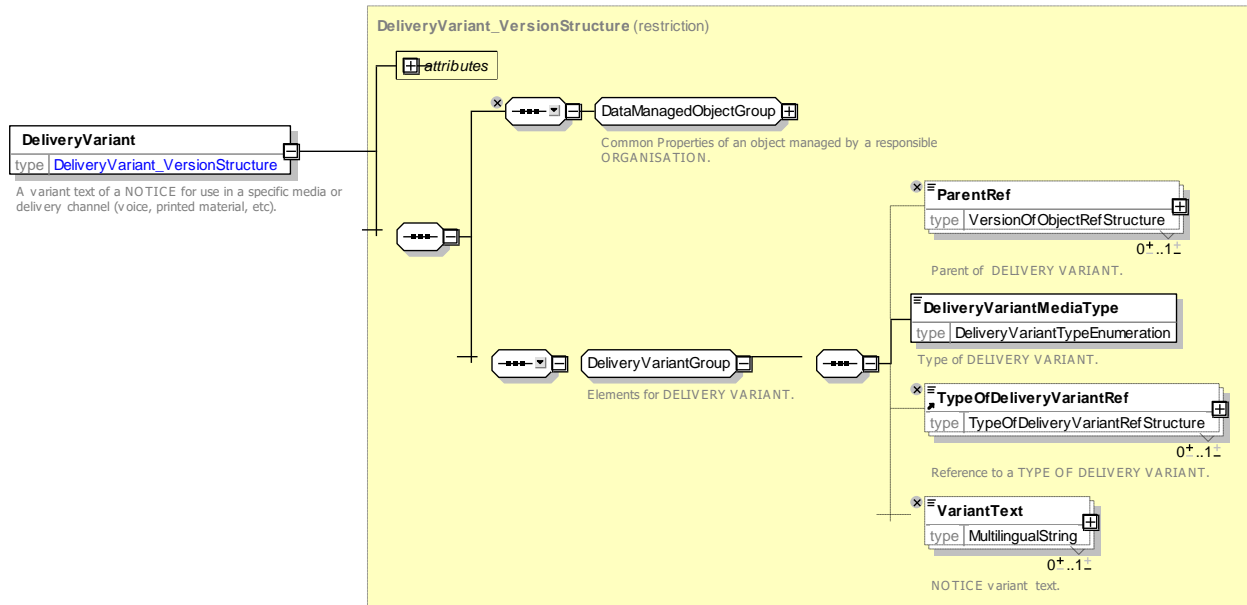 DeliveryVariant_VersionStructure (restriction)
attributes
DataManagedObjectGroup
Common Properties of an object managed by a responsible
ORGANISATION.
DeliveryVariant
type DeliveryVariant_VersionStructure
A variant text of a NOTICE for use in a specific media or
delivery channel (voice, printed material, etc).
ParentRef
type VersionOfObjectRefStructure
0..1
Parent of DELIVERY VARIANT.
DeliveryVariantMediaType
type DeliveryVariantTypeEnumeration
Type of DELIVERY VARIANT.
DeliveryVariantGroup
Elements for DELIVERY VARIANT.
TypeOfDeliveryVariantRef
type TypeOfDeliveryVariantRefStructure
0..1
Reference to a TYPE OF DELIVERY VARIANT.
VariantText
type MultilingualString
0..1
NOTICE variant text.